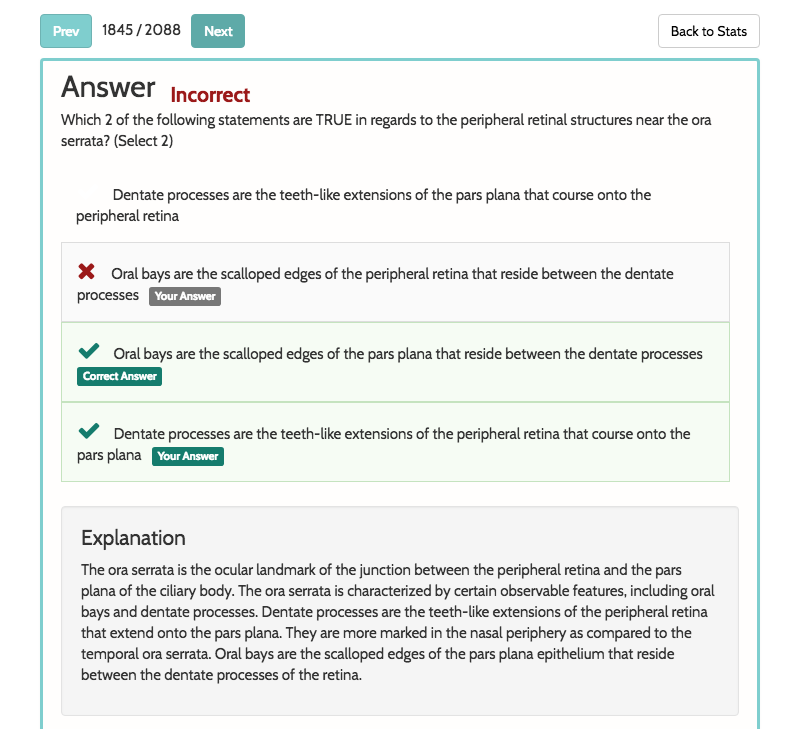 Prev 1845 / 2088 Next Back to Stats
Answer Incorrect
Which 2 of the following statements are TRUE in regards to the peripheral retinal structures near the ora
serrata? (Select 2)
Dentate processes are the teeth-like extensions of the pars plana that course onto the
peripheral retina
Oral bays are the scalloped edges of the peripheral retina that reside between the dentate
processes Your Answer
Oral bays are the scalloped edges of the pars plana that reside between the dentate processes
Correct Answer
Dentate processes are the teeth-like extensions of the peripheral retina that course onto the
pars plana Your Answer
Explanation
The ora serrata is the ocular landmark of the junction between the peripheral retina and the pars
plana of the ciliary body. The ora serrata is characterized by certain observable features, including oral
bays and dentate processes. Dentate processes are the teeth-like extensions of the peripheral retina
that extend onto the pars plana. They are more marked in the nasal periphery as compared to the
temporal ora serrata. Oral bays are the scalloped edges of the pars plana epithelium that reside
between the dentate processes of the retina.